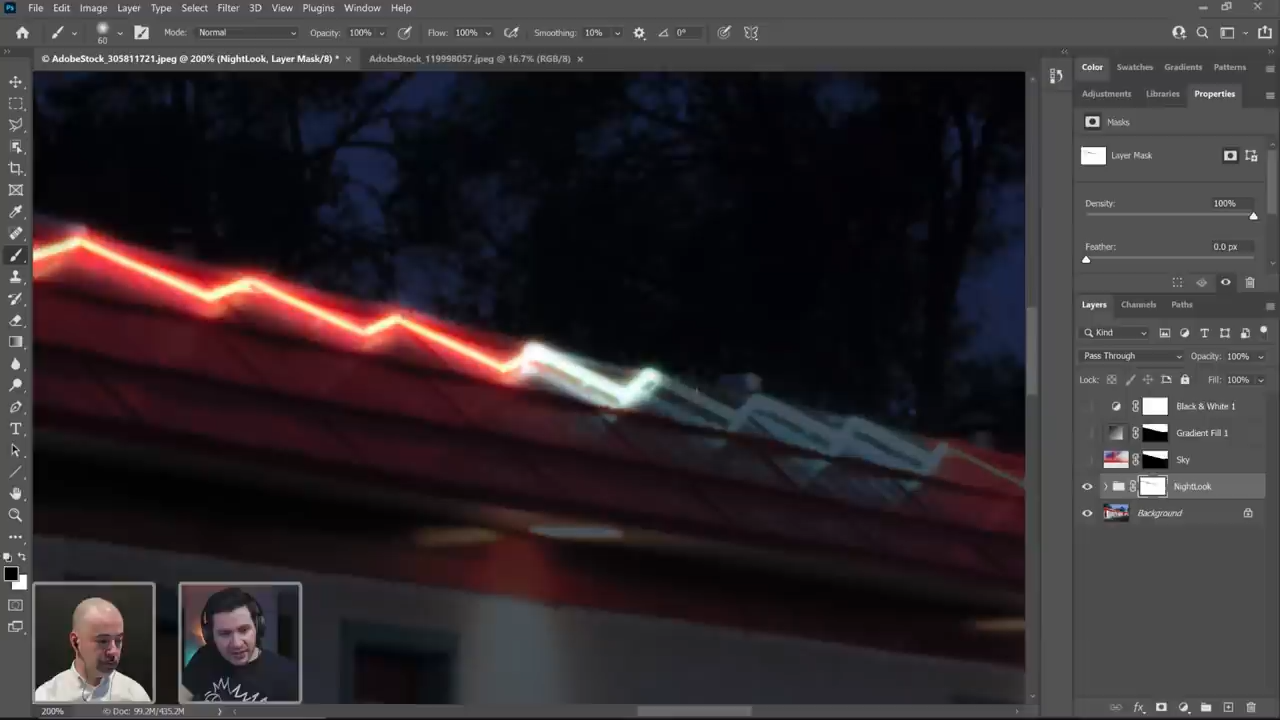 File Edit Image Layer Type Select Filter 3D View Plugins Window Help
60 Mode: Normal Opacity: 100% Flow: 100% Smoothing: 10% 0°
© AdobeStock_305811721.jpeg @ 200% (NightLook, Layer Mask/8) * × AdobeStock_119998057.jpeg @ 16.7% (RGB/8) ×
Color Swatches Gradients Patterns
Adjustments Libraries Properties
Masks
Layer Mask
Density: 100%
Feather: 0.0 px
Layers Channels Paths
Kind
Pass Through Opacity: 100%
Lock: Fill: 100%
Black & White 1
Gradient Fill 1
Sky
NightLook
Background
200% © Doc: 99.2M/435.2M